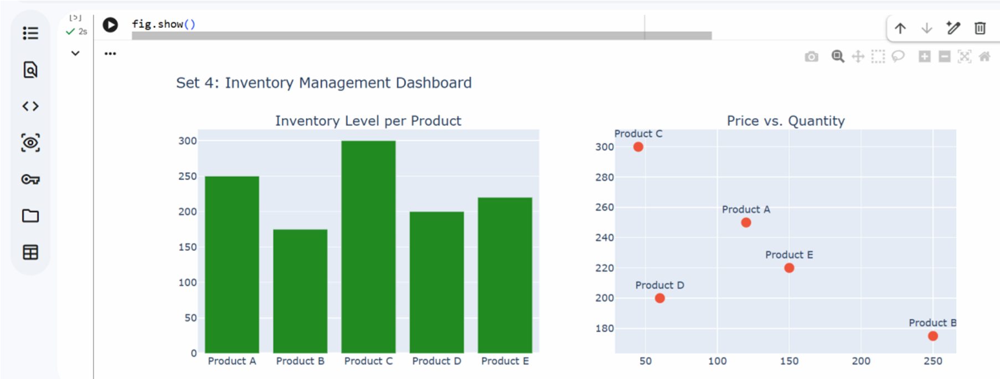 [5]
2s
fig.show()
Set 4: Inventory Management Dashboard
Inventory Level per Product
300
250
200
150
100
50
0
Product A Product B Product C Product D Product E
Price vs. Quantity
Product C
300
280
260
Product A
240
Product E
220
Product D
200
Product B
180
50 100 150 200 250